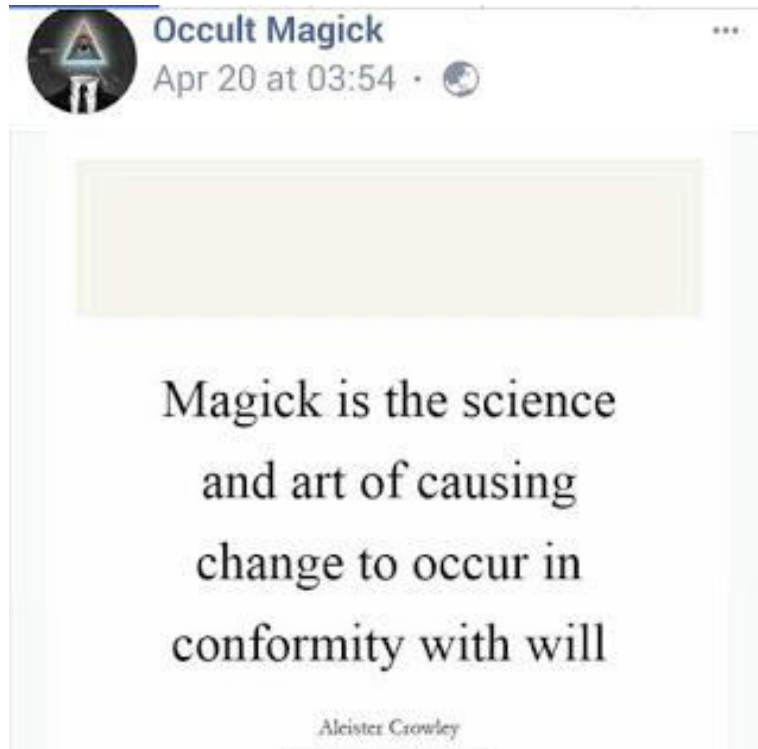 Occult Magick
Apr 20 at 03:54 ·
Magick is the science
and art of causing
change to occur in
conformity with will
Aleister Crowley